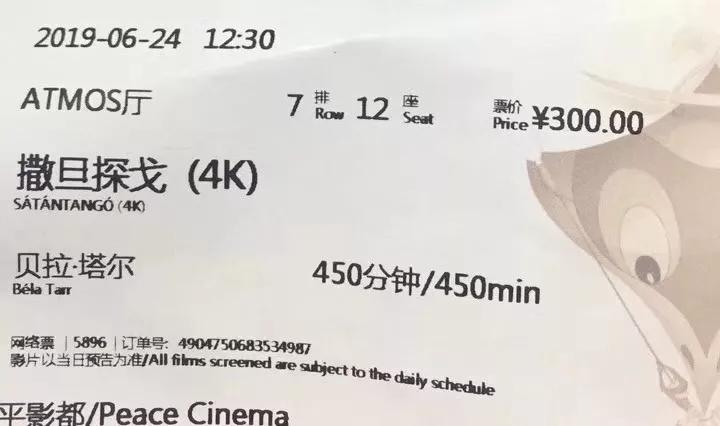 2019-06-24 12:30
ATMOS厅 7 排 Row 12 座 Seat 票价 Price ¥300.00
撒旦探戈 (4K)
SÁTÁNTANGÓ (4K)
贝拉·塔尔 450分钟/450min
Béla Tarr
网络票 | 5896 | 订单号: 4904750683534987
影片以当日预告为准/All films screened are subject to the daily schedule
平影都/Peace Cinema